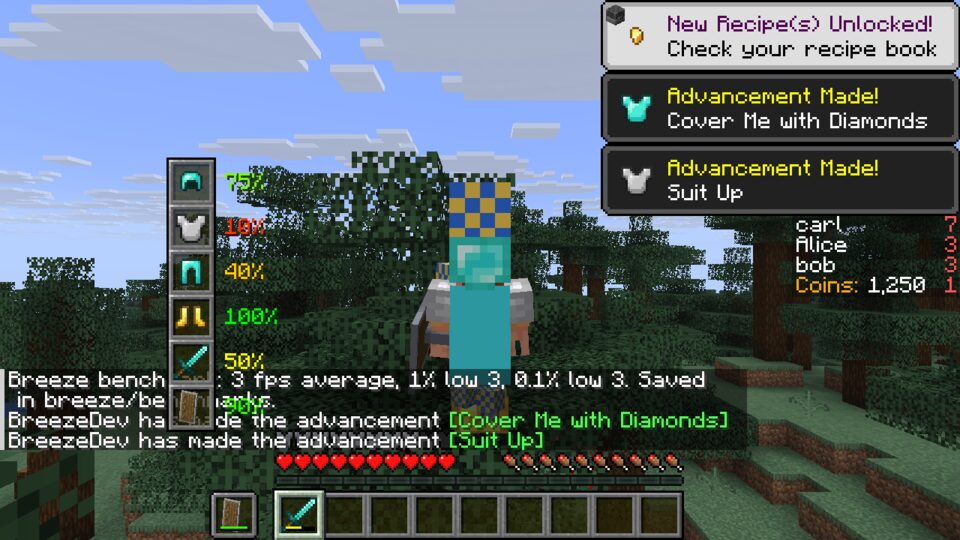 New Recipe(s) Unlocked!
Check your recipe book
Advancement Made!
Cover Me with Diamonds
Advancement Made!
Suit Up
carl 7
Alice 3
bob 3
Coins: 1,250 1
75%
10%
40%
100%
50%
90%
Breeze bench : 3 fps average, 1% low 3, 0.1% low 3. Saved
in breeze/be marks.
BreezeDev ha de the advancement [Cover Me with Diamonds]
BreezeDev has made the advancement [Suit Up]